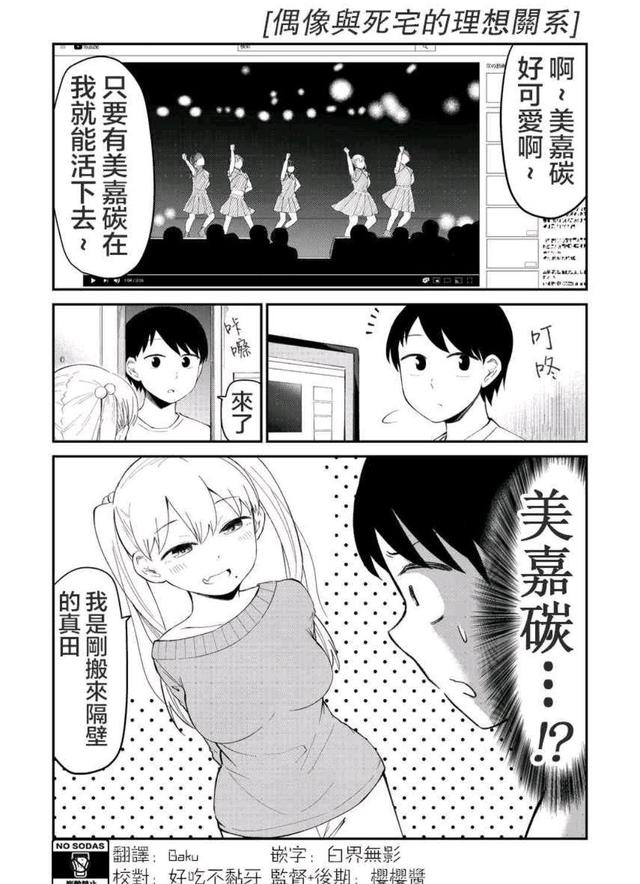 [偶像與死宅的理想關系]
啊~美嘉碳
好可愛啊~
只要有美嘉碳在
我就能活下去~
叮咚
咔嚓
來了
美嘉碳…!?
我是剛搬來隔壁
的真田
NO SODAS
翻譯：Baku
嵌字：白界無影
校對：好吃不黏牙
監督+後期：櫻櫻醬